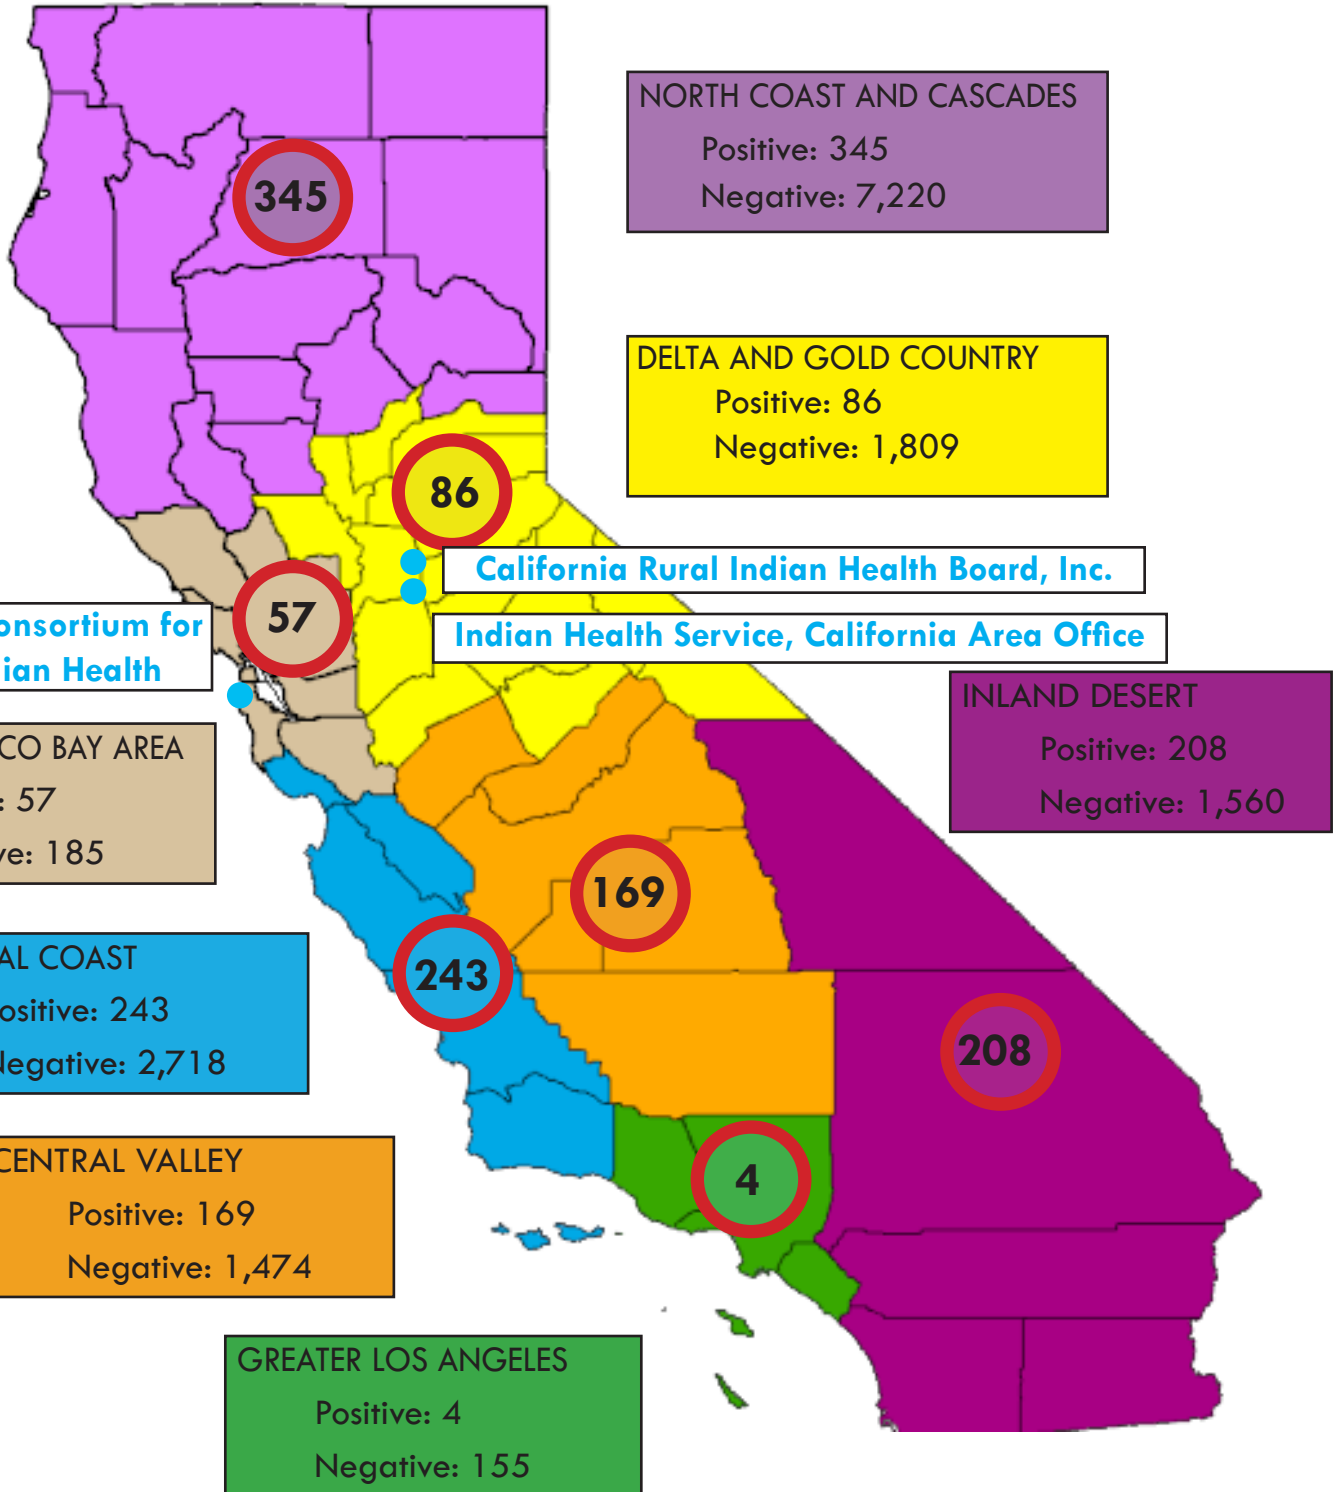 NORTH COAST AND CASCADES
Positive: 345
Negative: 7,220
345
DELTA AND GOLD COUNTRY
Positive: 86
Negative: 1,809
86
California Rural Indian Health Board, Inc.
57
onsortium for
ian Health
Indian Health Service, California Area Office
INLAND DESERT
Positive: 208
Negative: 1,560
CO BAY AREA
: 57
ve: 185
169
AL COAST
ositive: 243
Negative: 2,718
243
208
CENTRAL VALLEY
Positive: 169
Negative: 1,474
4
GREATER LOS ANGELES
Positive: 4
Negative: 155